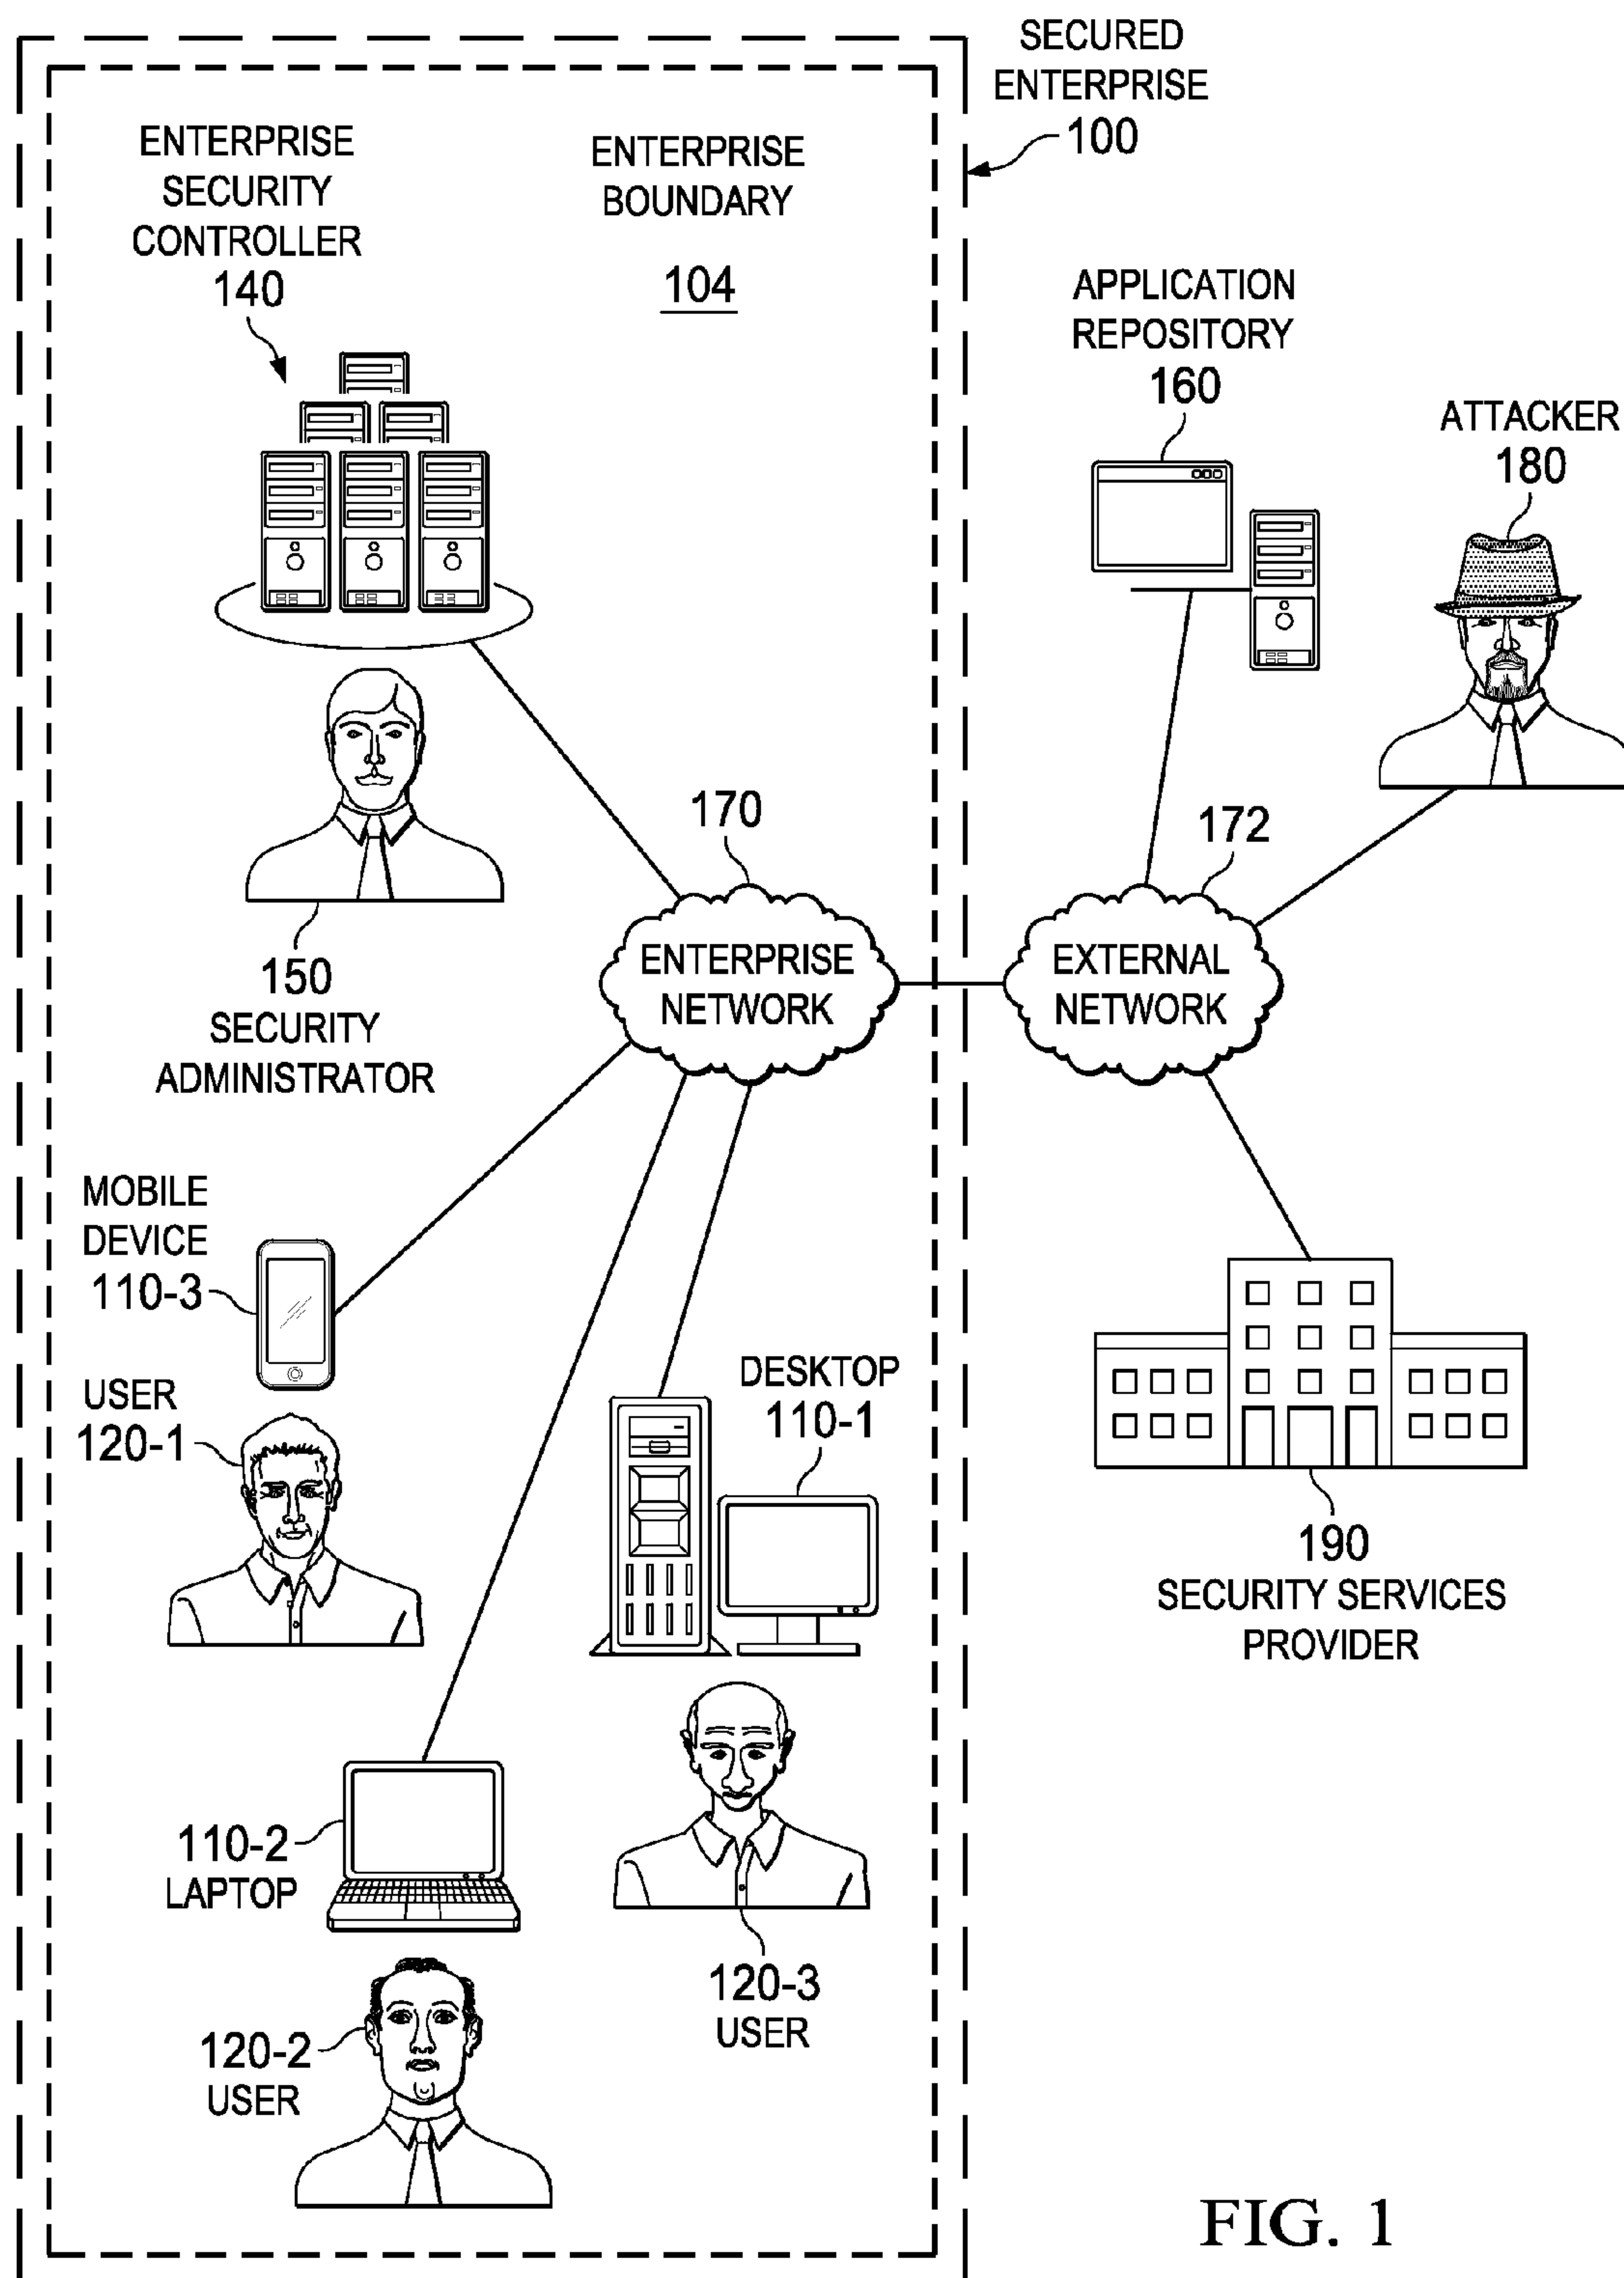 SECURED
ENTERPRISE
100
ENTERPRISE
SECURITY
CONTROLLER
140
ENTERPRISE
BOUNDARY
104
APPLICATION
REPOSITORY
160
ATTACKER
180
170
ENTERPRISE
NETWORK
172
EXTERNAL
NETWORK
150
SECURITY
ADMINISTRATOR
MOBILE
DEVICE
110-3
USER
120-1
DESKTOP
110-1
190
SECURITY SERVICES
PROVIDER
110-2
LAPTOP
120-3
USER
120-2
USER
FIG. 1